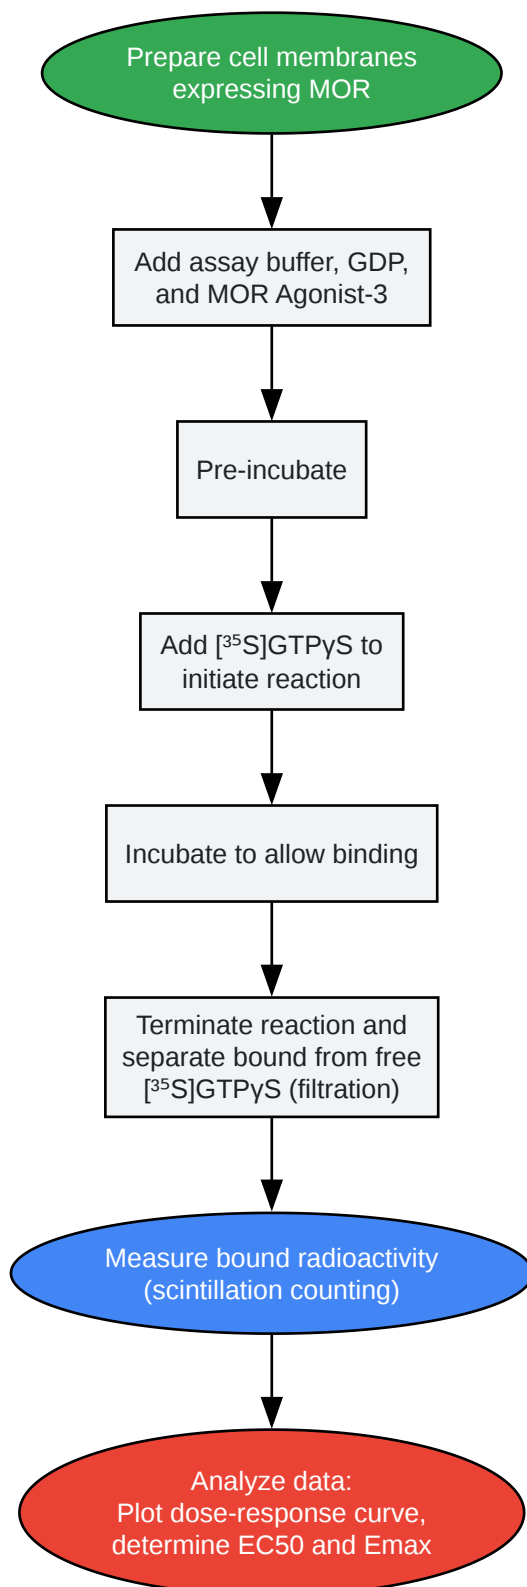 Prepare cell membranes
expressing MOR
Add assay buffer, GDP,
and MOR Agonist-3
Pre-incubate
Add [³⁵S]GTPγS to
initiate reaction
Incubate to allow binding
Terminate reaction and
separate bound from free
[³⁵S]GTPγS (filtration)
Measure bound radioactivity
(scintillation counting)
Analyze data:
Plot dose-response curve,
determine EC50 and Emax